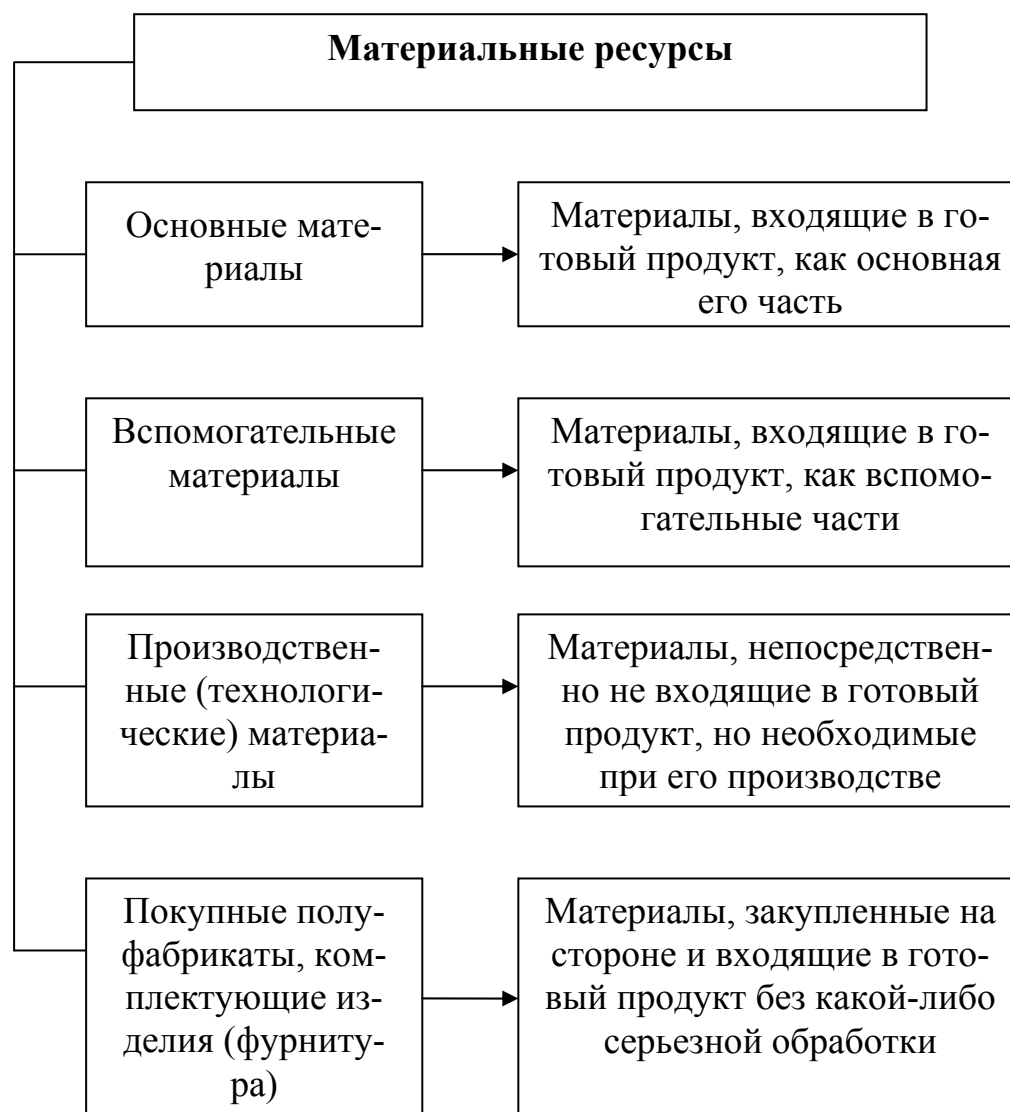 Материальные ресурсы
Основные мате-
риалы
Материалы, входящие в го-
товый продукт, как основная
его часть
Вспомогательные
материалы
Материалы, входящие в го-
товый продукт, как вспомо-
гательные части
Производствен-
ные (технологи-
ческие) материа-
лы
Материалы, непосредствен-
но не входящие в готовый
продукт, но необходимые
при его производстве
Покупные полу-
фабрикаты, ком-
плектующие из-
делия (фурниту-
ра)
Материалы, закупленные на
стороне и входящие в гото-
вый продукт без какой-либо
серьезной обработки